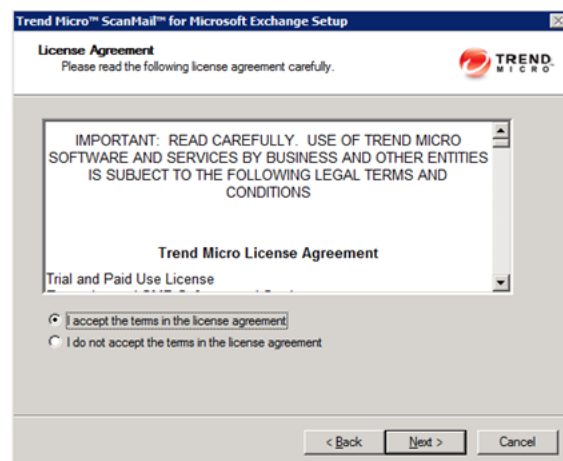 Trend Micro™ ScanMail™ for Microsoft Exchange Setup
License Agreement
Please read the following license agreement carefully.
TREND
MICRO
IMPORTANT: READ CAREFULLY. USE OF TREND MICRO
SOFTWARE AND SERVICES BY BUSINESS AND OTHER ENTITIES
IS SUBJECT TO THE FOLLOWING LEGAL TERMS AND
CONDITIONS
Trend Micro License Agreement
Trial and Paid Use License
I accept the terms in the license agreement
I do not accept the terms in the license agreement
< Back Next > Cancel